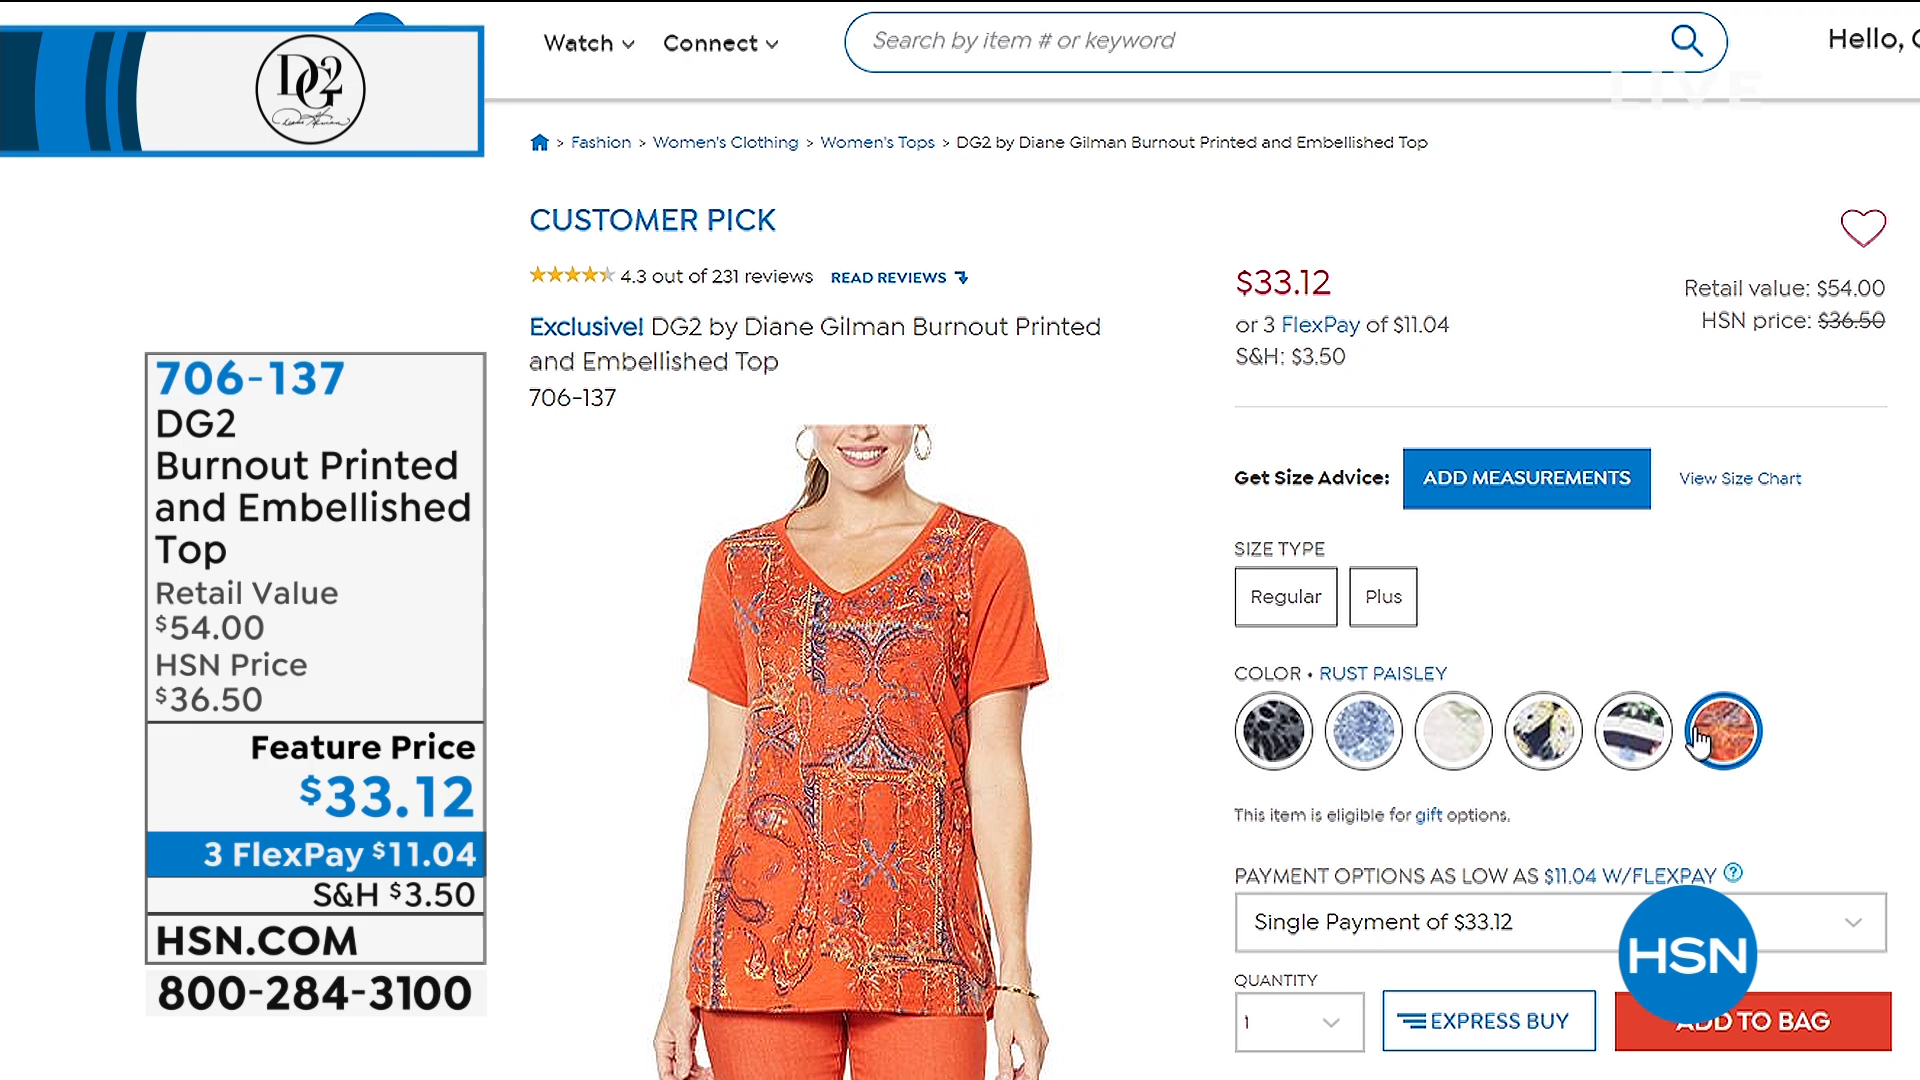 DG2
Watch
Connect
Search by item # or keyword
Hello,
LIVE
> Fashion > Women's Clothing > Women's Tops > DG2 by Diane Gilman Burnout Printed and Embellished Top
CUSTOMER PICK
4.3 out of 231 reviews READ REVIEWS
Exclusive! DG2 by Diane Gilman Burnout Printed
and Embellished Top
706-137
$33.12
or 3 FlexPay of $11.04
S&H: $3.50
Retail value: $54.00
HSN price: $36.50
Get Size Advice: ADD MEASUREMENTS View Size Chart
SIZE TYPE
Regular Plus
COLOR • RUST PAISLEY
This item is eligible for gift options.
PAYMENT OPTIONS AS LOW AS $11.04 W/FLEXPAY ?
Single Payment of $33.12
QUANTITY
1
EXPRESS BUY
ADD TO BAG
HSN
706-137
DG2
Burnout Printed
and Embellished
Top
Retail Value
$54.00
HSN Price
$36.50
Feature Price
$33.12
3 FlexPay $11.04
S&H $3.50
HSN.COM
800-284-3100